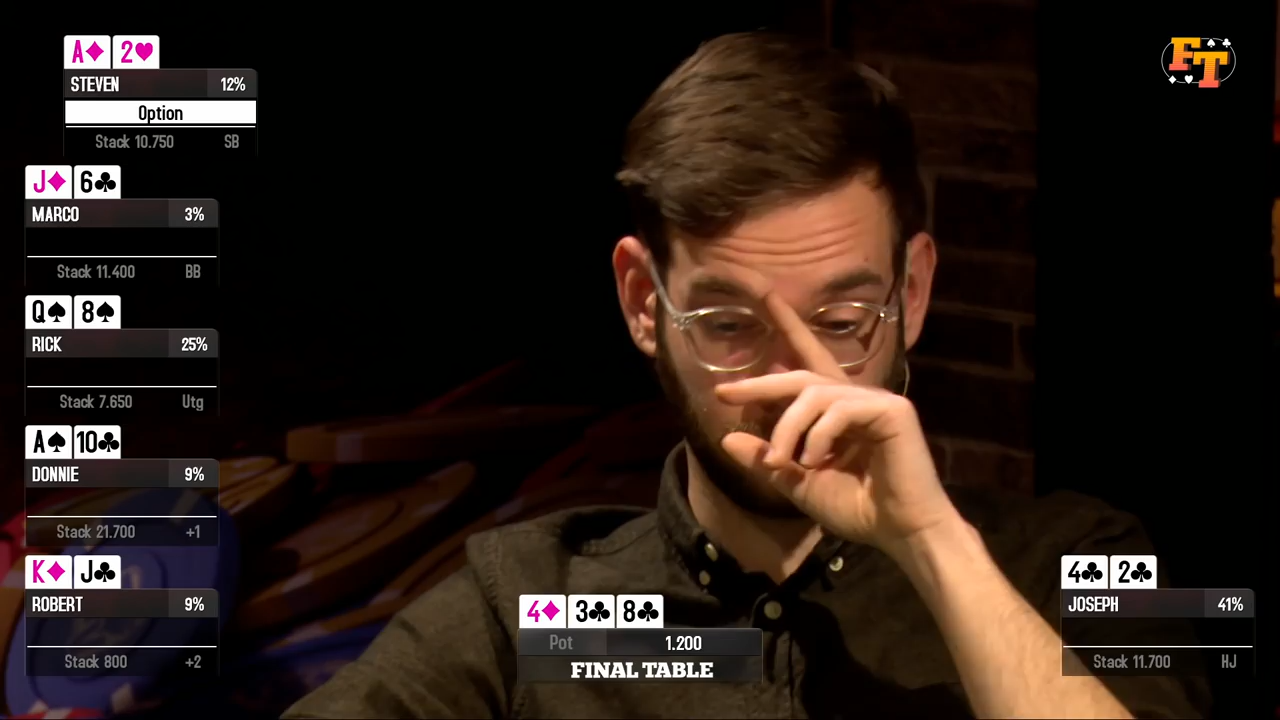 A♦ 2♥
STEVEN 12%
Option
Stack 10.750 SB
J♦ 6♣
MARCO 3%
Stack 11.400 BB
Q♠ 8♠
RICK 25%
Stack 7.650 Utg
A♠ 10♣
DONNIE 9%
Stack 21.700 +1
K♦ J♣
ROBERT 9%
Stack 800 +2
4♦ 3♣ 8♣
Pot 1.200
FINAL TABLE
4♣ 2♣
JOSEPH 41%
Stack 11.700 HJ
FT